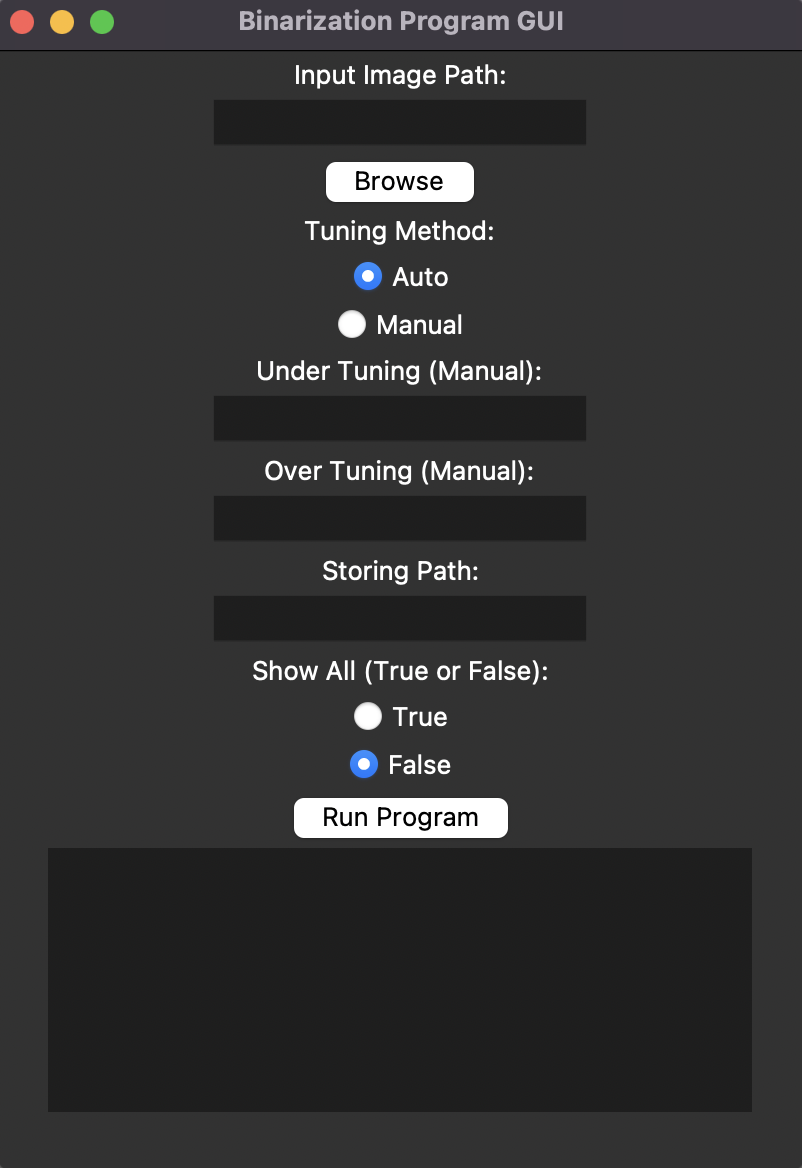 Binarization Program GUI
Input Image Path:
Browse
Tuning Method:
Auto
Manual
Under Tuning (Manual):
Over Tuning (Manual):
Storing Path:
Show All (True or False):
True
False
Run Program